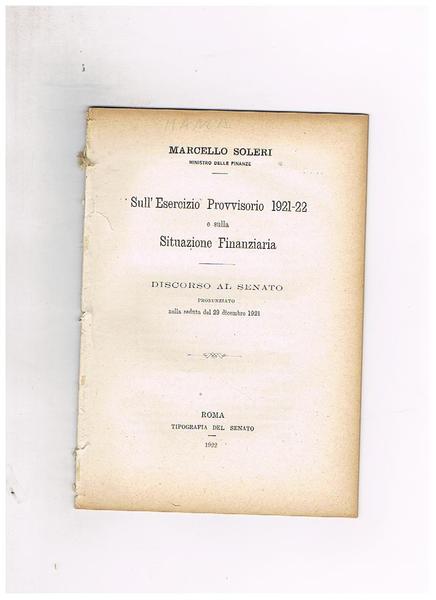 MARCELLO SOLERI
MINISTRO DELLE FINANZE
Sull' Esercizio Provvisorio 1921-22
e sulla
Situazione Finanziaria
DISCORSO AL SENATO
PRONUNZIATO
nella seduta del 29 dicembre 1921
ROMA
TIPOGRAFIA DEL SENATO
1922